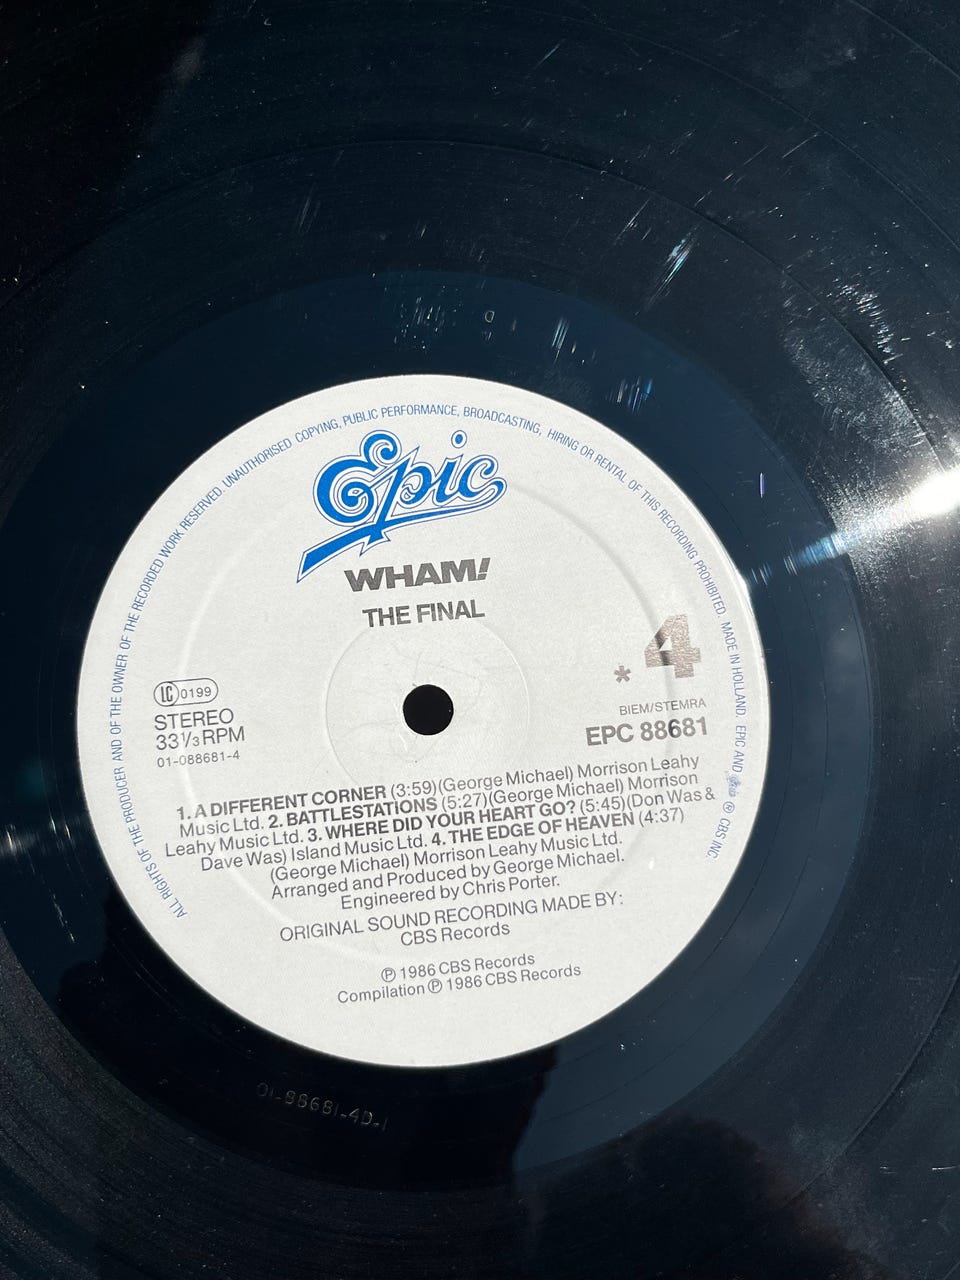 ALL RIGHTS OF THE PRODUCER AND OF THE OWNER OF THE RECORDED WORK RESERVED. UNAUTHORISED COPYING, PUBLIC PERFORMANCE, BROADCASTING, HIRING OR RENTAL OF THIS RECORDING PROHIBITED. MADE IN HOLLAND. EPIC AND Epic ® CBS INC
Epic
WHAM!
THE FINAL
* 4
LC 0199
STEREO
33 1/3 RPM
01-088681-4
BIEM/STEMRA
EPC 88681
1. A DIFFERENT CORNER (3:59)(George Michael) Morrison Leahy
Music Ltd. 2. BATTLESTATIONS (5:27)(George Michael) Morrison
Leahy Music Ltd. 3. WHERE DID YOUR HEART GO? (5:45)(Don Was &
Dave Was) Island Music Ltd. 4. THE EDGE OF HEAVEN (4:37)
(George Michael) Morrison Leahy Music Ltd.
Arranged and Produced by George Michael.
Engineered by Chris Porter.
ORIGINAL SOUND RECORDING MADE BY:
CBS Records
℗ 1986 CBS Records
Compilation ℗ 1986 CBS Records
01-88681-4D-1